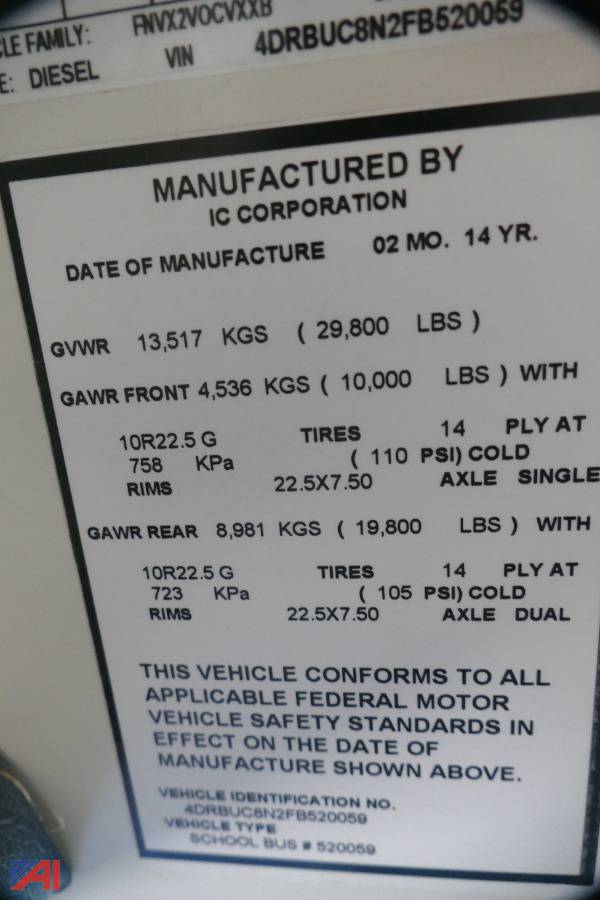 CLE FAMILY: FNVX2VOCVXXB
E: DIESEL VIN 4DRBUC8N2FB520059
MANUFACTURED BY
IC CORPORATION
DATE OF MANUFACTURE 02 MO. 14 YR.
GVWR 13,517 KGS ( 29,800 LBS )
GAWR FRONT 4,536 KGS ( 10,000 LBS ) WITH
10R22.5 G TIRES 14 PLY AT
758 KPa ( 110 PSI) COLD
RIMS 22.5X7.50 AXLE SINGLE
GAWR REAR 8,981 KGS ( 19,800 LBS ) WITH
10R22.5 G TIRES 14 PLY AT
723 KPa ( 105 PSI) COLD
RIMS 22.5X7.50 AXLE DUAL
THIS VEHICLE CONFORMS TO ALL
APPLICABLE FEDERAL MOTOR
VEHICLE SAFETY STANDARDS IN
EFFECT ON THE DATE OF
MANUFACTURE SHOWN ABOVE.
VEHICLE IDENTIFICATION NO.
4DRBUC8N2FB520059
VEHICLE TYPE
SCHOOL BUS # 520059
AI